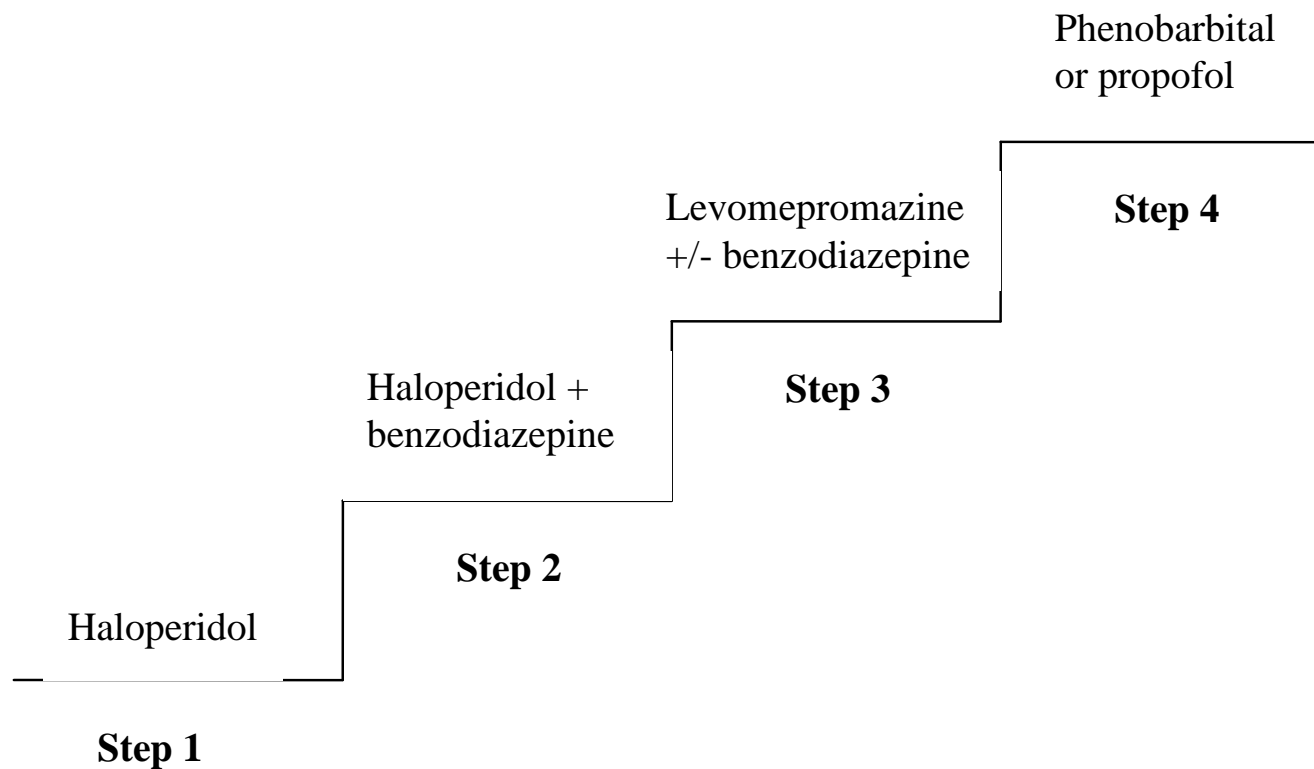 Phenobarbital
or propofol
Step 4
Levomepromazine
+/- benzodiazepine
Step 3
Haloperidol +
benzodiazepine
Step 2
Haloperidol
Step 1